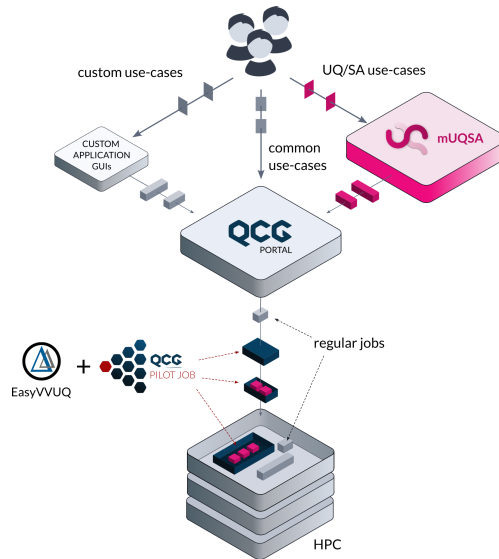 custom use-cases
UQ/SA use-cases
CUSTOM
APPLICATION
GUIs
common
use-cases
mUQSA
QCG
PORTAL
regular jobs
EasyVVUQ
+
QCG
PILOT JOB
HPC